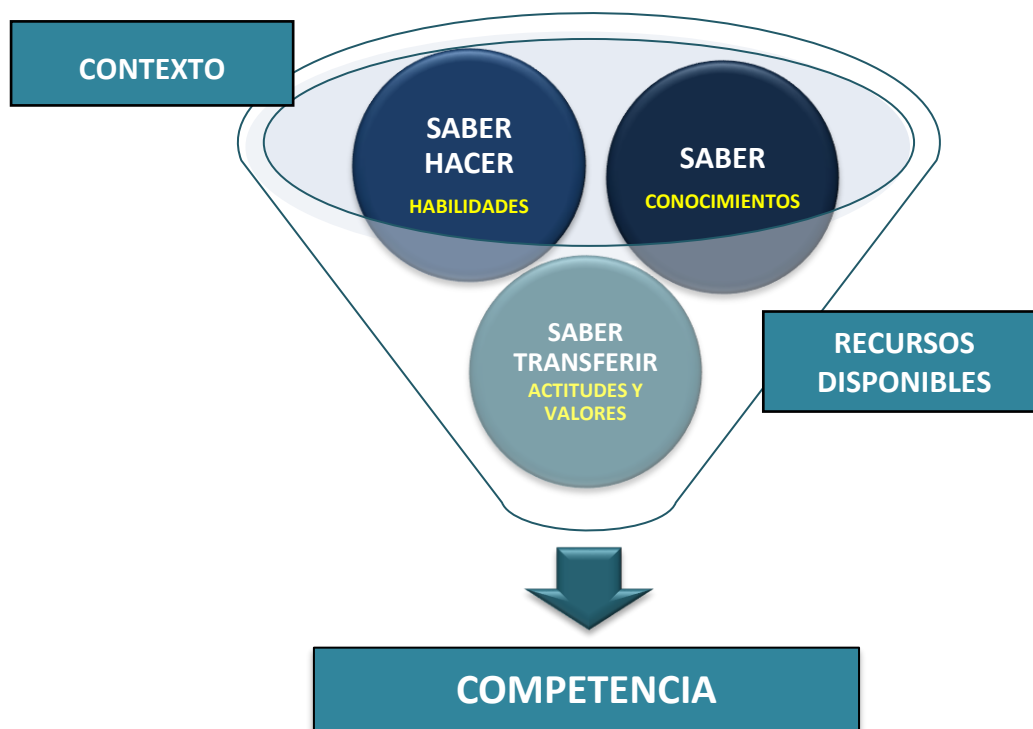 CONTEXTO
SABER
HACER
HABILIDADES
SABER
CONOCIMIENTOS
SABER
TRANSFERIR
ACTITUDES Y
VALORES
RECURSOS
DISPONIBLES
COMPETENCIA